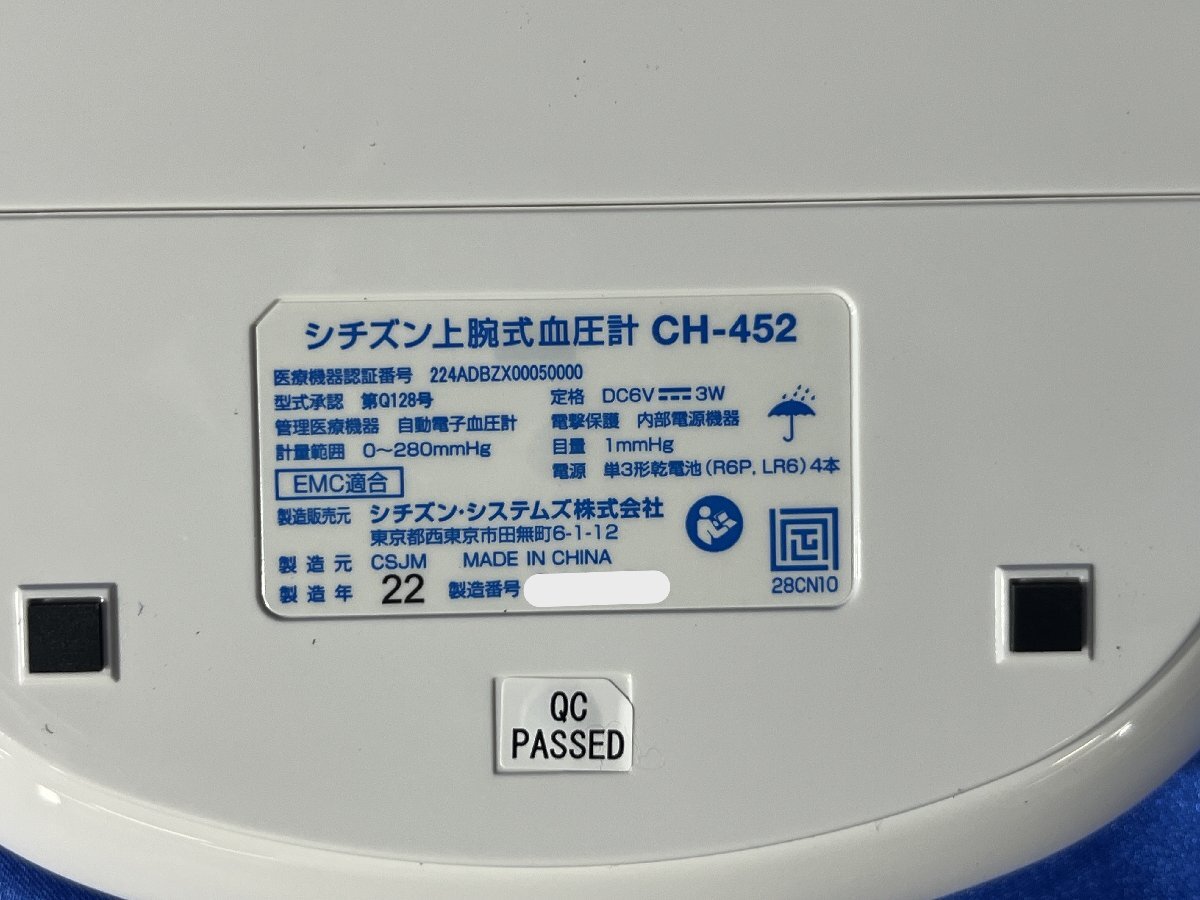 シチズン上腕式血圧計 CH-452
医療機器認証番号 224ADBZX00050000
型式承認 第Q128号
管理医療機器 自動電子血圧計
計量範囲 0～280mmHg
EMC適合
定格 DC6V 3W
電撃保護 内部電源機器
目量 1mmHg
電源 単3形乾電池(R6P, LR6)4本
製造販売元 シチズン・システムズ株式会社
東京都西東京市田無町6-1-12
製造元 CSJM MADE IN CHINA
製造年 22 製造番号
正
28CN10
QC
PASSED